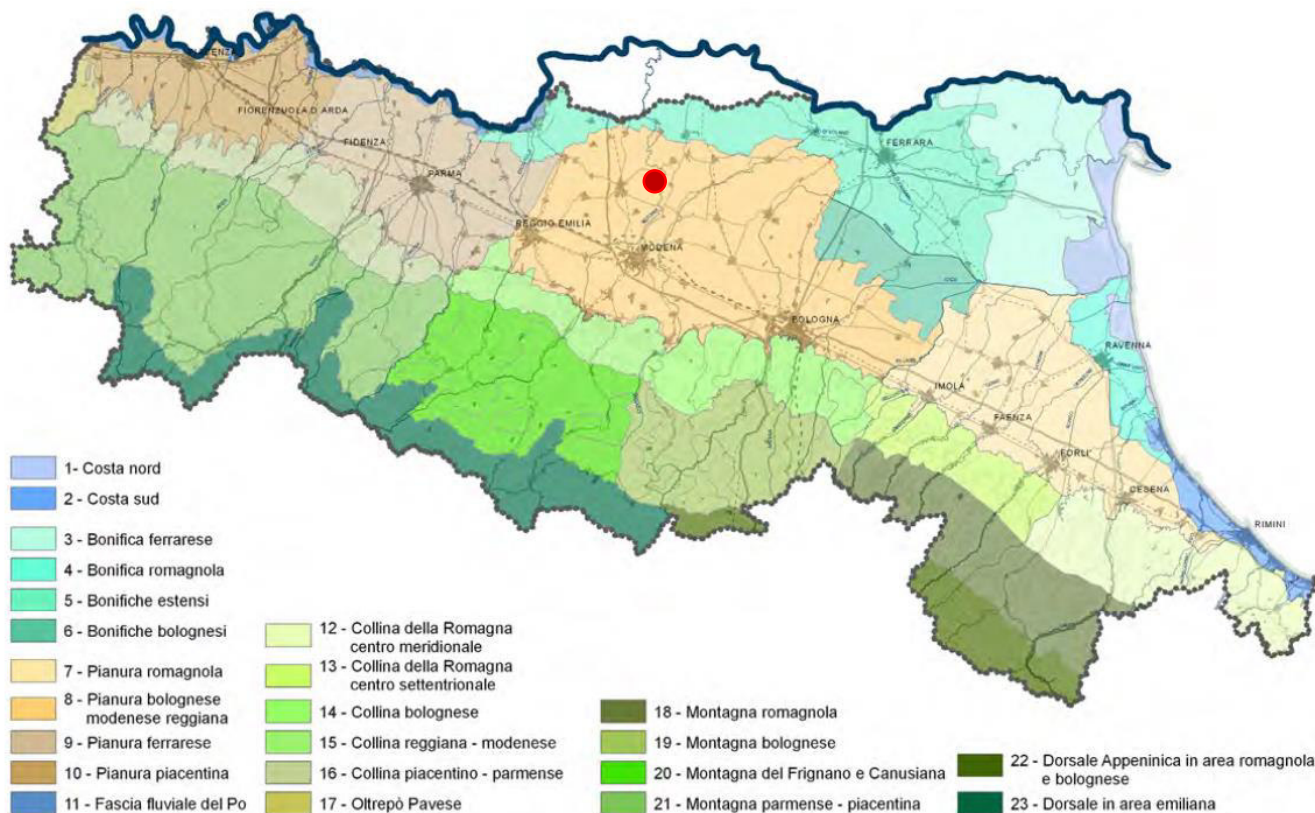 FIORENZUOLA D'ARDA
FIDENZA
PARMA
REGGIO EMILIA
MODENA
BOLOGNA
FERRARA
IMOLA
FAENZA
FORLI'
CESENA
RAVENNA
RIMINI
1- Costa nord
2 - Costa sud
3 - Bonifica ferrarese
4 - Bonifica romagnola
5 - Bonifiche estensi
6 - Bonifiche bolognesi
7 - Pianura romagnola
8 - Pianura bolognese
modenese reggiana
9 - Pianura ferrarese
10 - Pianura piacentina
11 - Fascia fluviale del Po
12 - Collina della Romagna
centro meridionale
13 - Collina della Romagna
centro settentrionale
14 - Collina bolognese
15 - Collina reggiana - modenese
16 - Collina piacentino - parmense
17 - Oltrepò Pavese
18 - Montagna romagnola
19 - Montagna bolognese
20 - Montagna del Frignano e Canusiana
21 - Montagna parmense - piacentina
22 - Dorsale Appeninica in area romagnola
e bolognese
23 - Dorsale in area emiliana